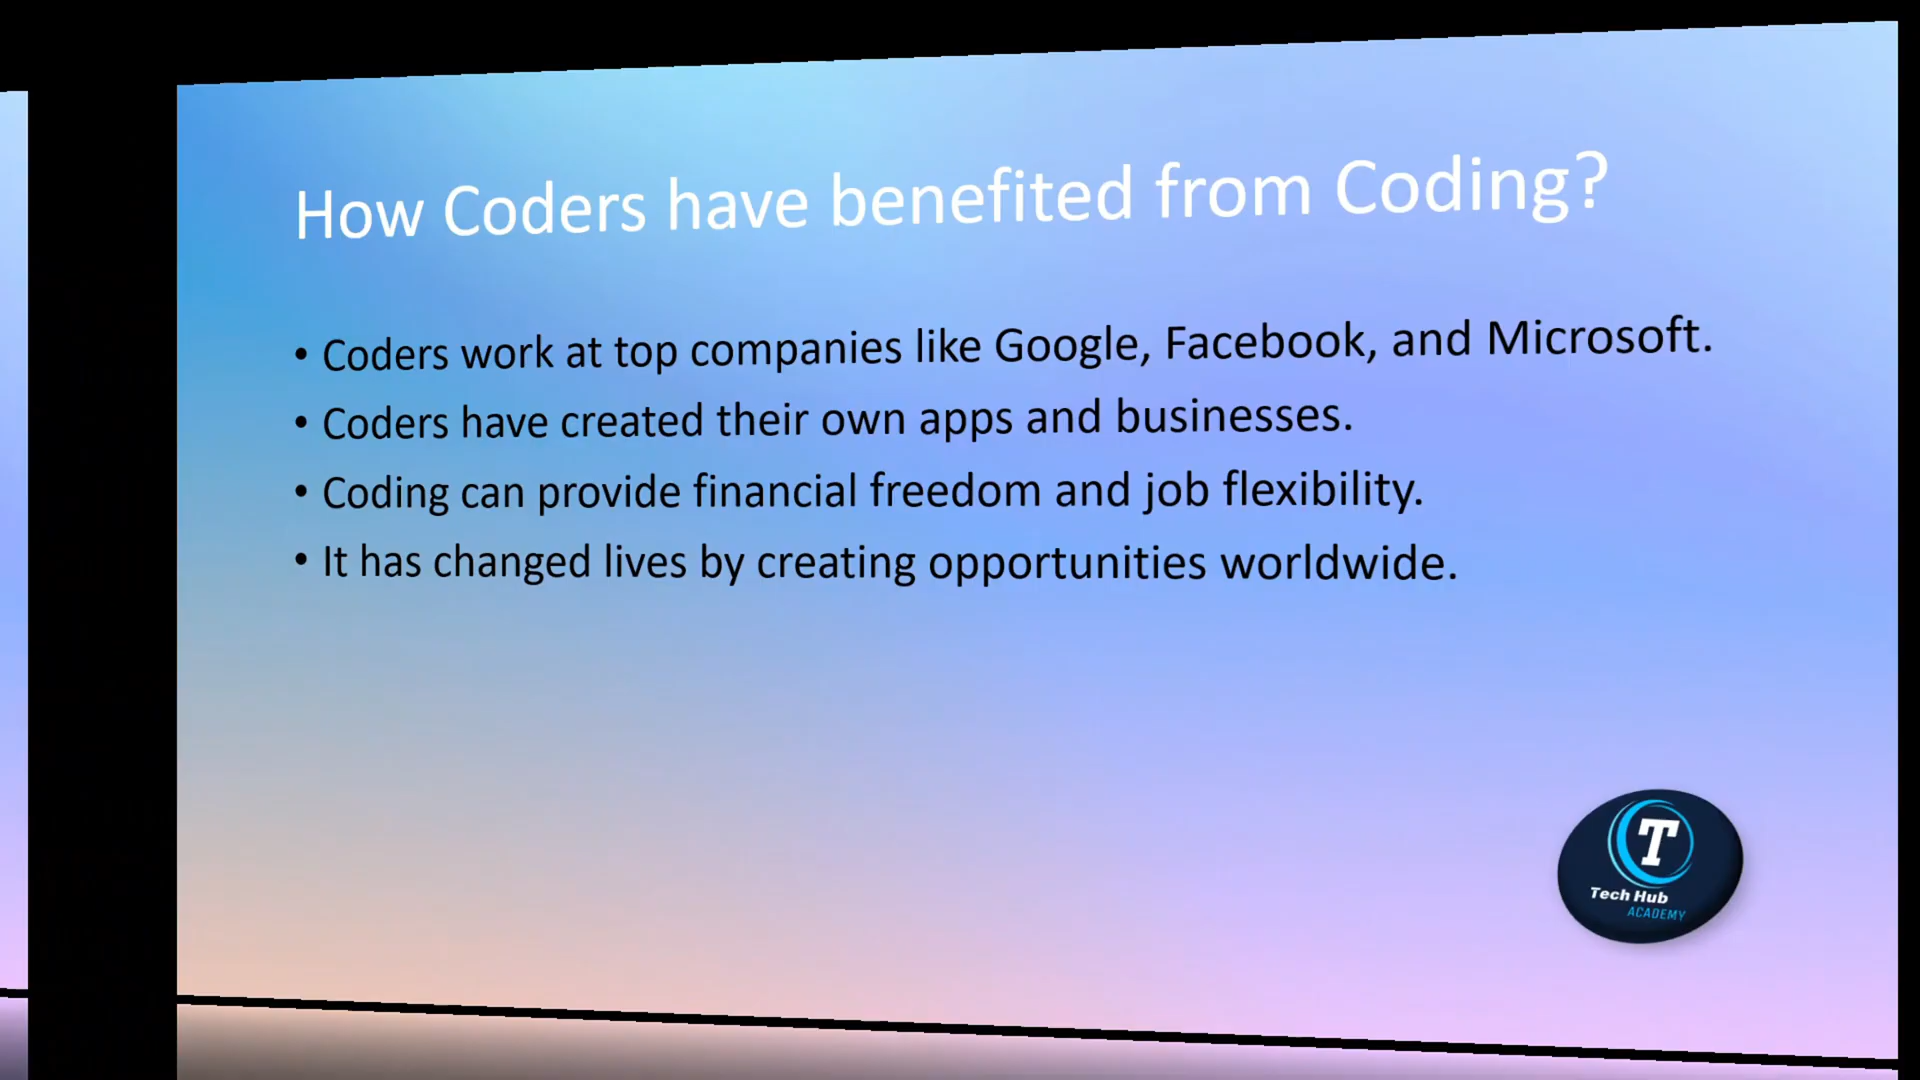 How Coders have benefited from Coding?
• Coders work at top companies like Google, Facebook, and Microsoft.
• Coders have created their own apps and businesses.
• Coding can provide financial freedom and job flexibility.
• It has changed lives by creating opportunities worldwide.
T
Tech Hub
ACADEMY